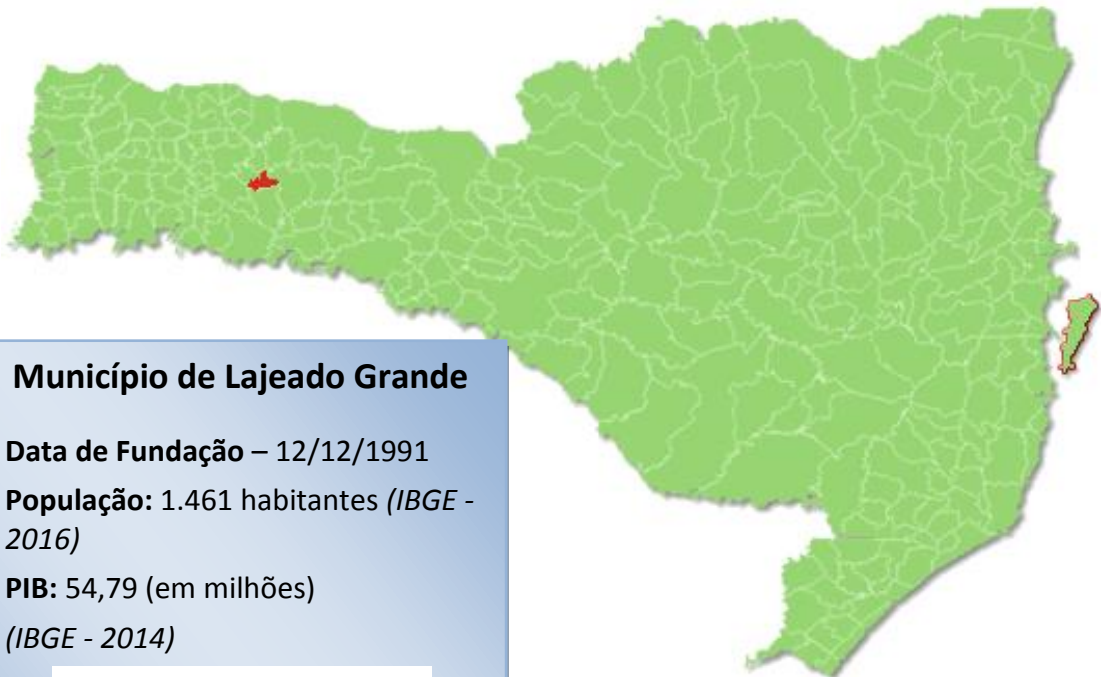 Município de Lajeado Grande
Data de Fundação – 12/12/1991
População: 1.461 habitantes (IBGE -
2016)
PIB: 54,79 (em milhões)
(IBGE - 2014)